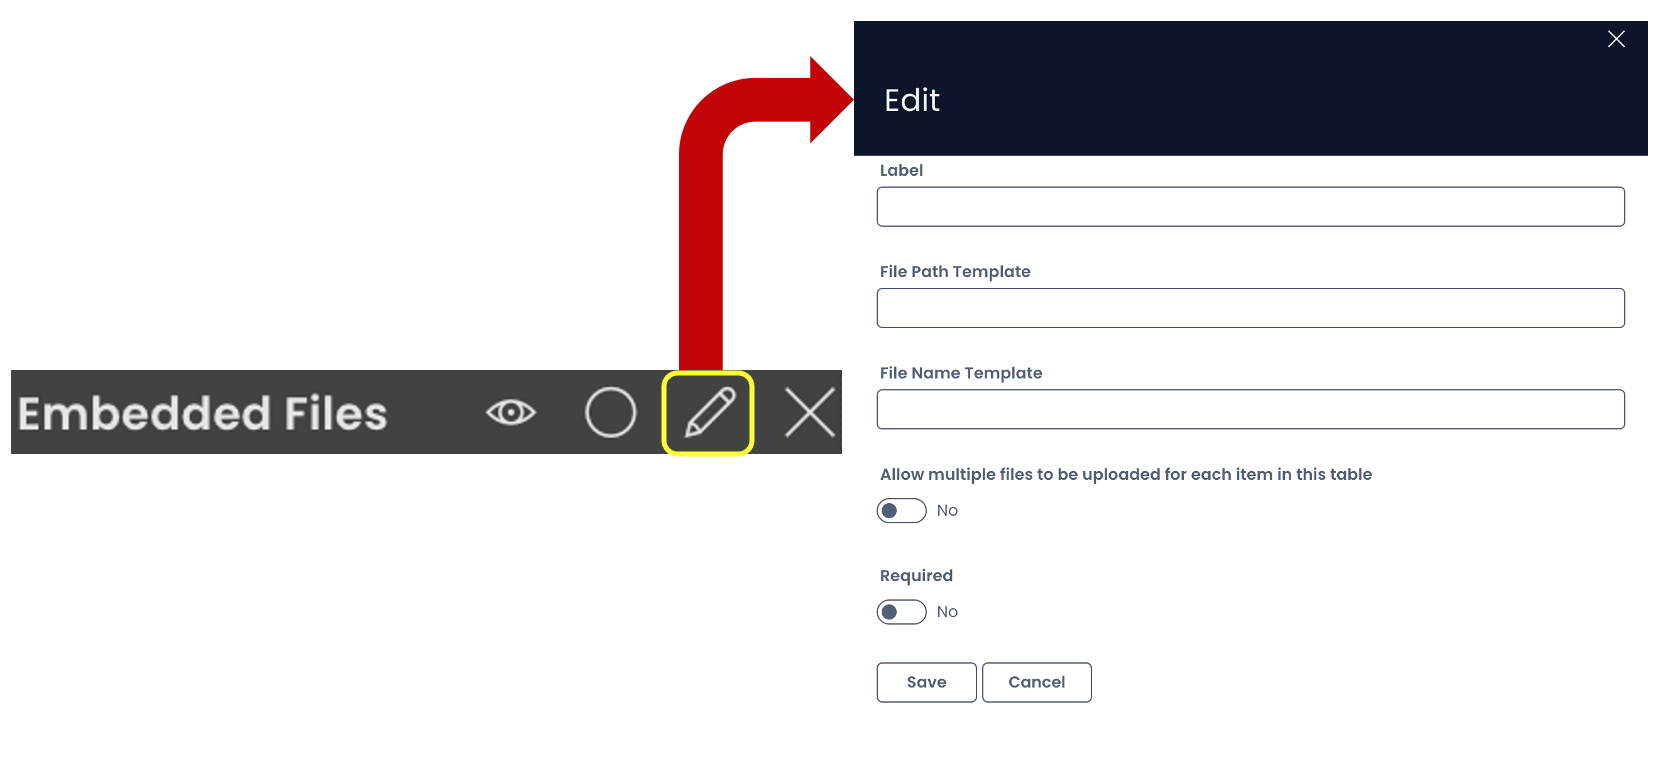 Embedded Files
Edit
Label
File Path Template
File Name Template
Allow multiple files to be uploaded for each item in this table
No
Required
No
Save
Cancel